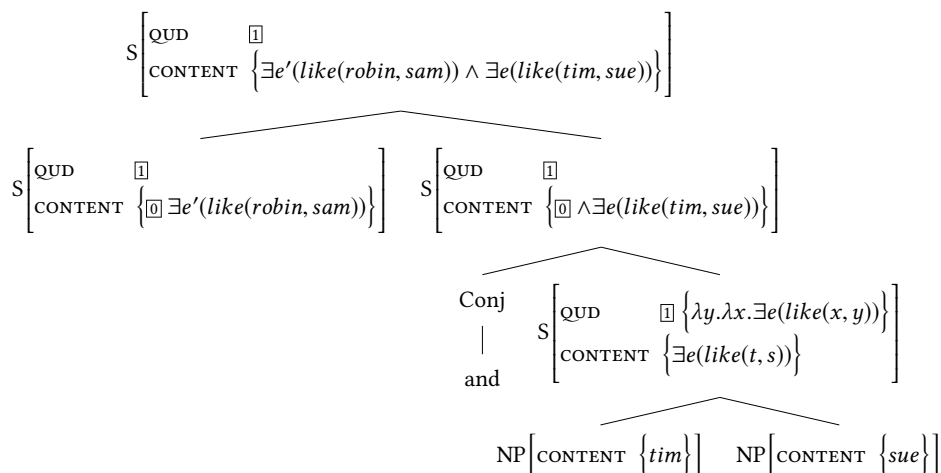 S[QUD [1]
CONTENT {∃e′(like(robin, sam)) ∧ ∃e(like(tim, sue))}]
S[QUD [1]
CONTENT {[0] ∃e′(like(robin, sam))}]
S[QUD [1]
CONTENT {[0] ∧∃e(like(tim, sue))}]
Conj
and
S[QUD [1] {λy.λx.∃e(like(x, y))}
CONTENT {∃e(like(t, s))}]
NP[CONTENT {tim}] NP[CONTENT {sue}]